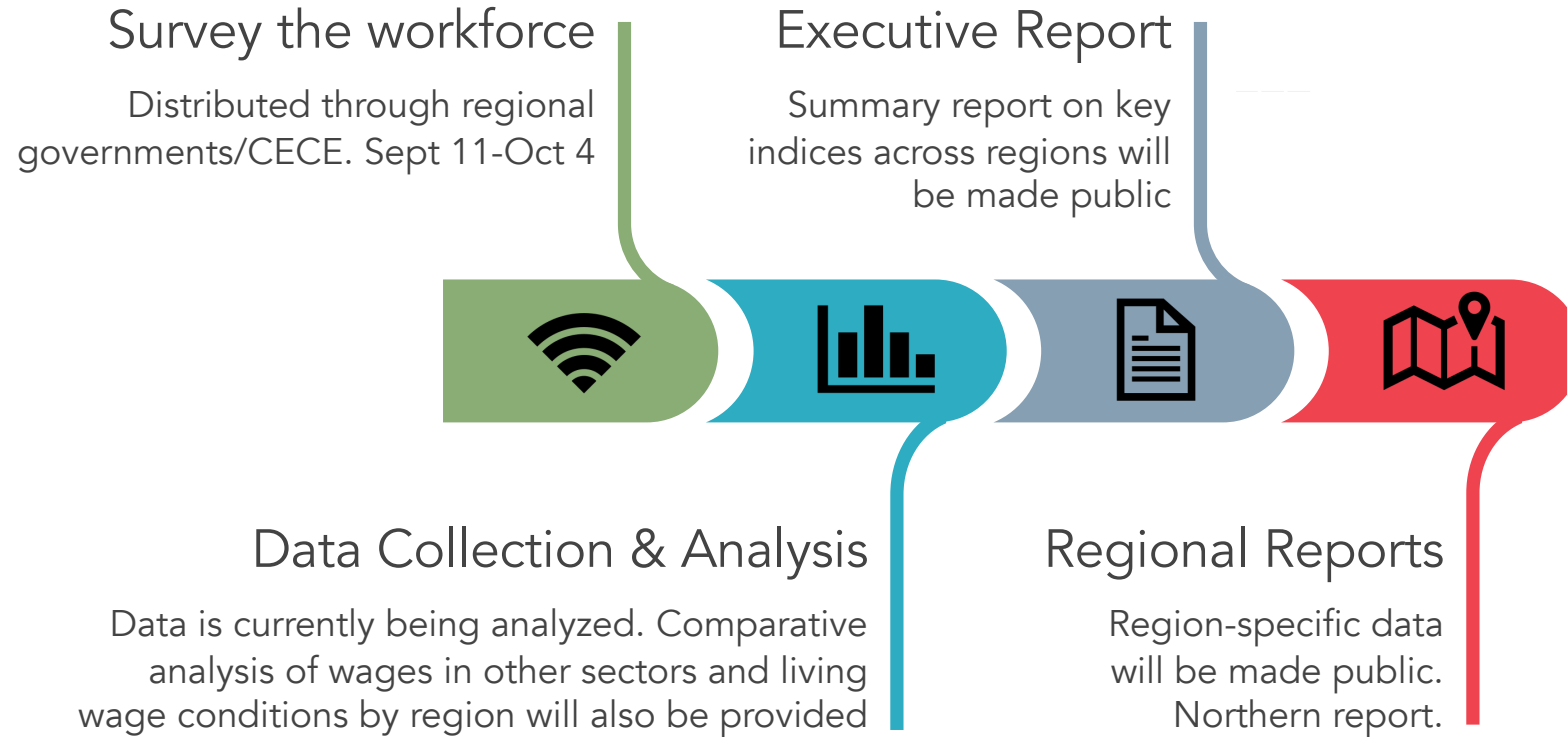 Survey the workforce
Distributed through regional
governments/CECE. Sept 11-Oct 4
Executive Report
Summary report on key
indices across regions will
be made public
Data Collection & Analysis
Data is currently being analyzed. Comparative
analysis of wages in other sectors and living
wage conditions by region will also be provided
Regional Reports
Region-specific data
will be made public.
Northern report.